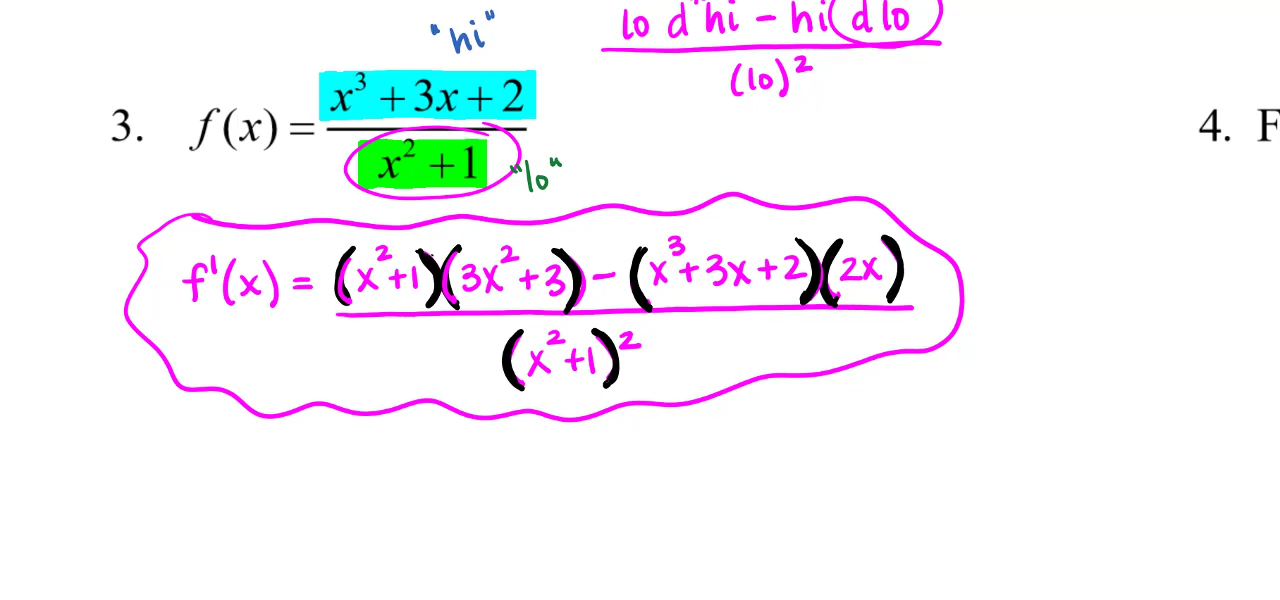 "hi"
lo d hi − hi (d lo)
(lo)²
3. f(x) = x³ + 3x + 2
x² + 1
"lo"
4. F
f'(x) = (x²+1)(3x²+3) − (x³+3x+2)(2x)
(x²+1)²